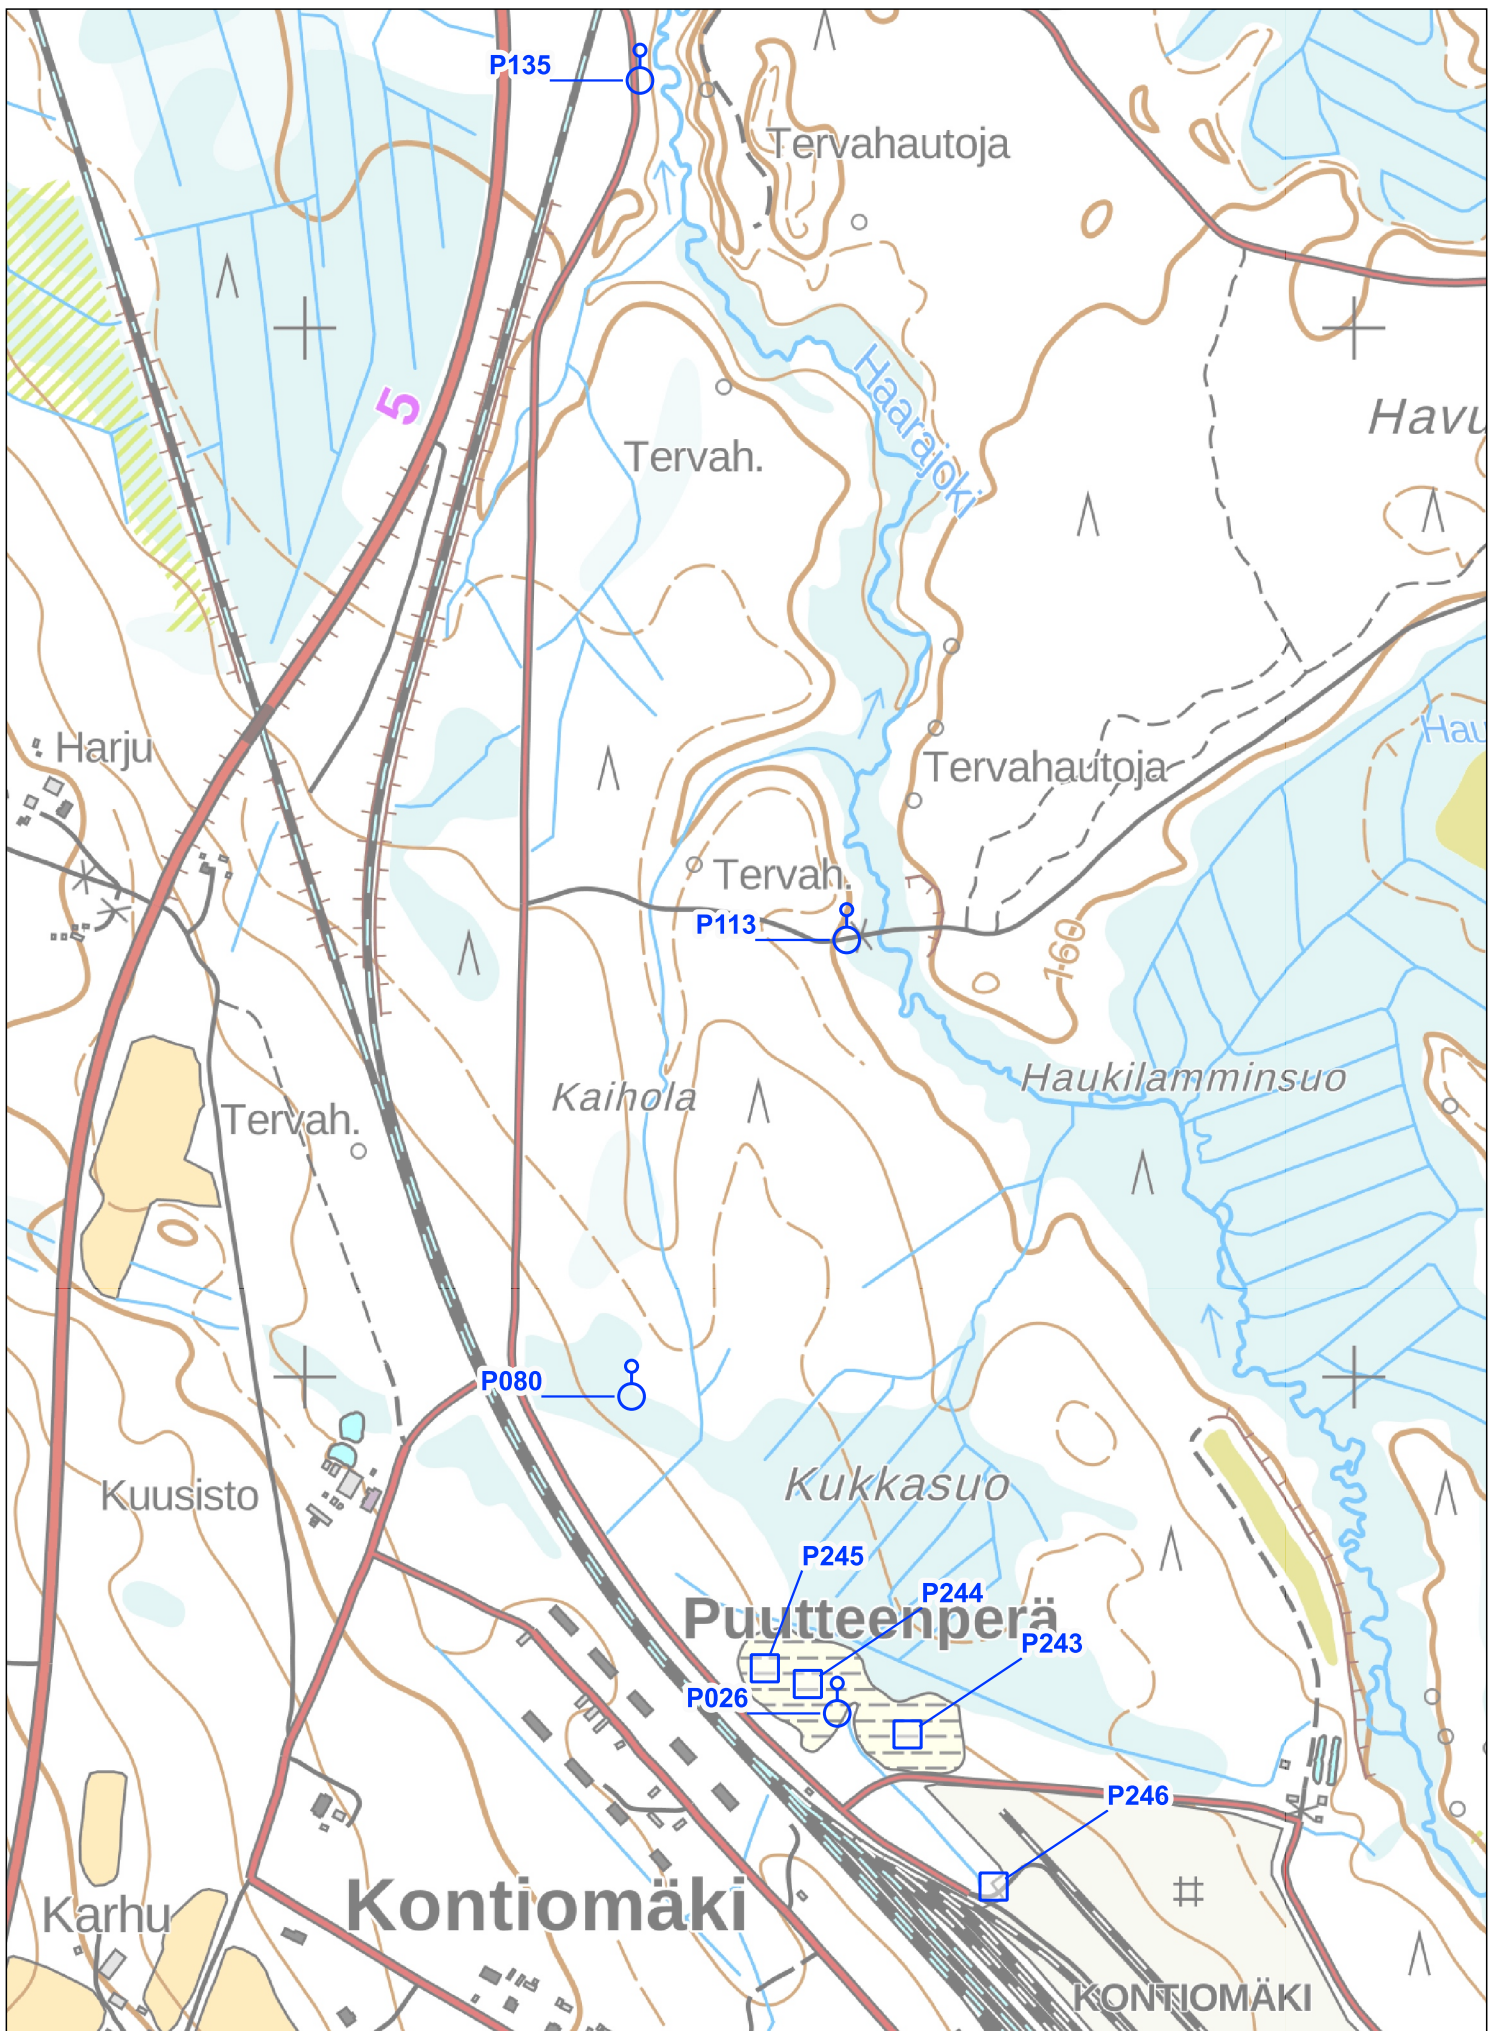 P135
Tervahautoja
Haarajoki
5
Havu
Tervah.
Harju
Hau
Tervahautoja
Tervah.
P113
160
Kaihola
Haukilamminsuo
Tervah.
P080
Kukkasuo
Kuusisto
P245
P244
Puutteenperä
P243
P026
P246
Kontiomäki
Karhu
KONTIOMÄKI